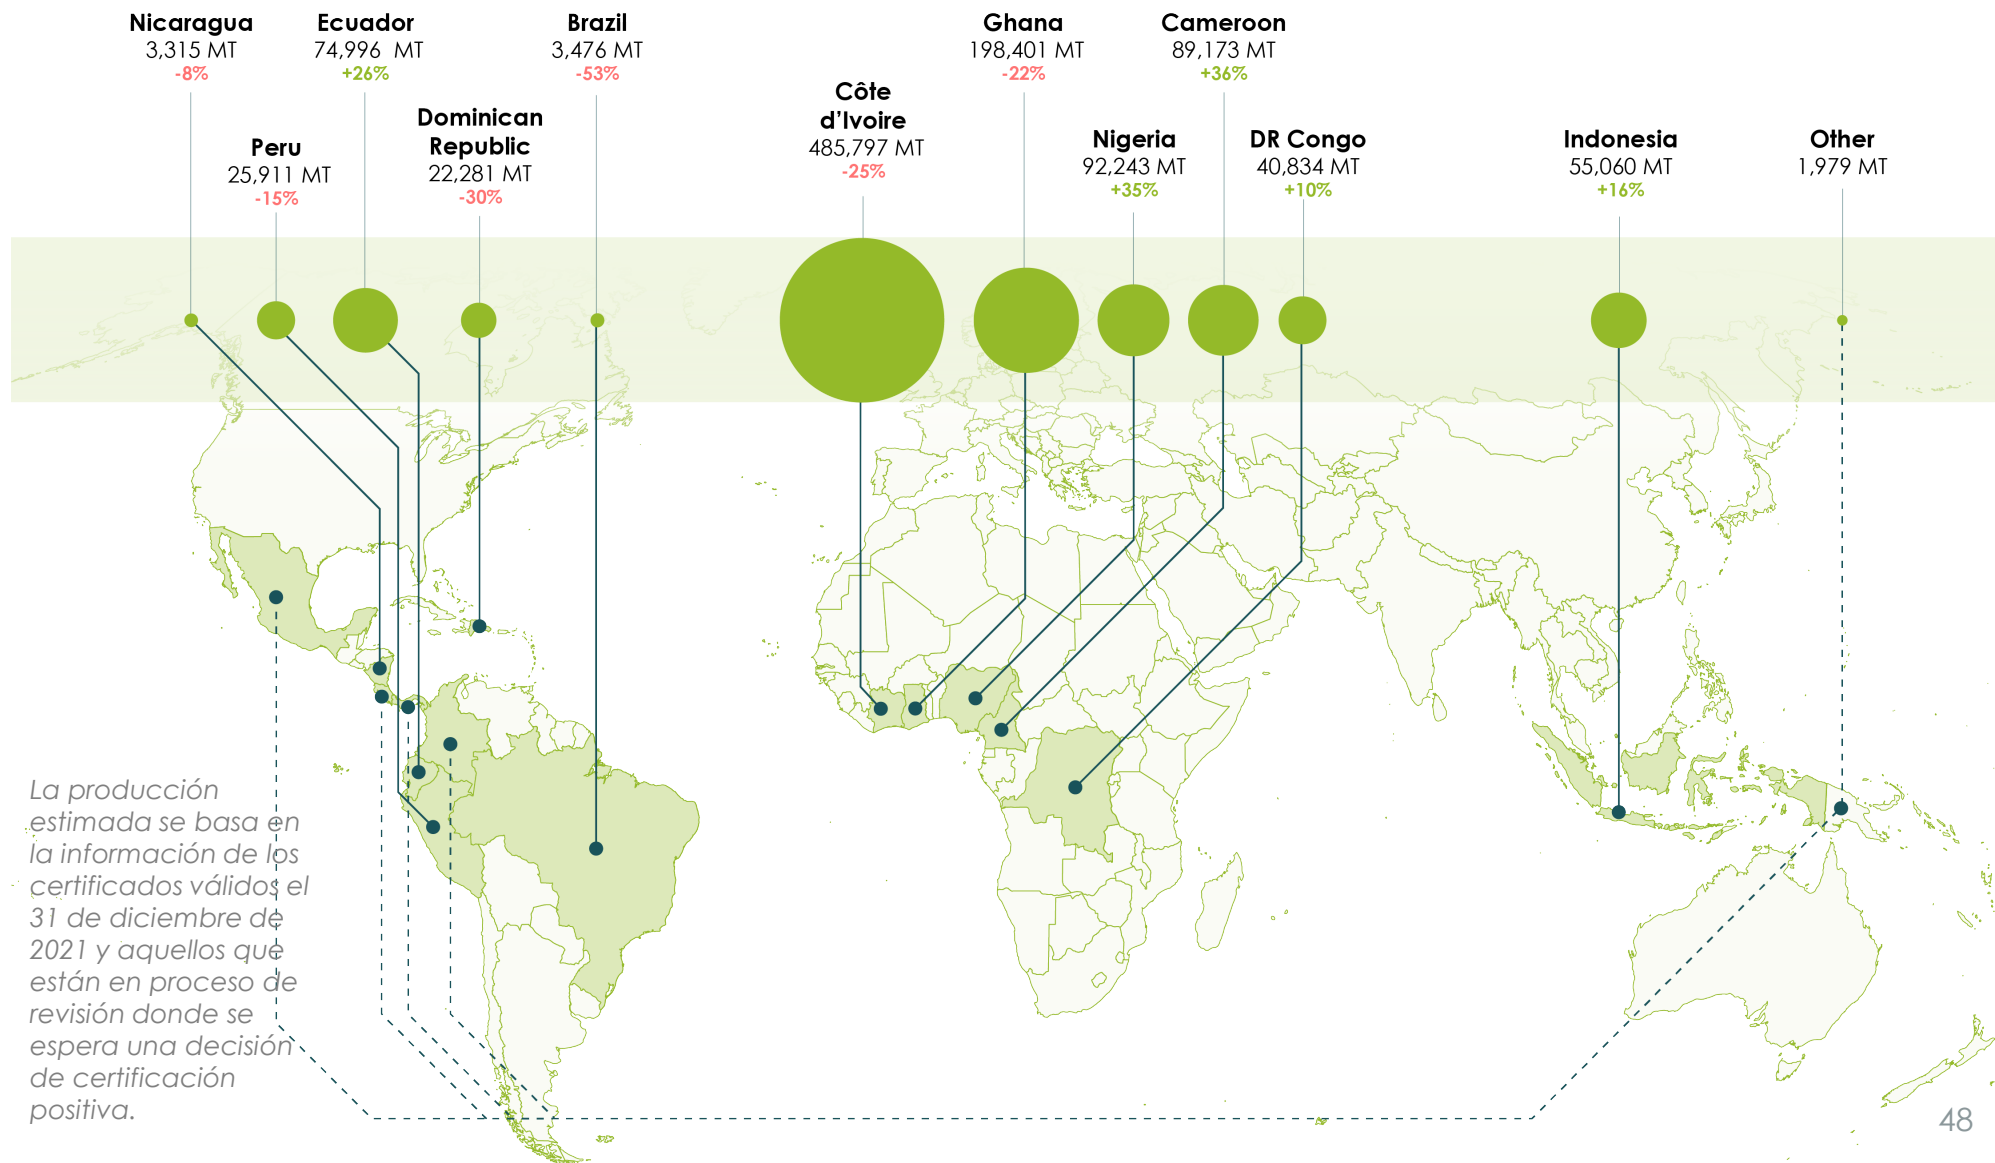 Nicaragua
3,315 MT
-8%
Ecuador
74,996 MT
+26%
Brazil
3,476 MT
-53%
Ghana
198,401 MT
-22%
Cameroon
89,173 MT
+36%
Peru
25,911 MT
-15%
Dominican
Republic
22,281 MT
-30%
Côte
d’Ivoire
485,797 MT
-25%
Nigeria
92,243 MT
+35%
DR Congo
40,834 MT
+10%
Indonesia
55,060 MT
+16%
Other
1,979 MT
La producción
estimada se basa en
la información de los
certificados válidos el
31 de diciembre de
2021 y aquellos que
están en proceso de
revisión donde se
espera una decisión
de certificación
positiva.
48